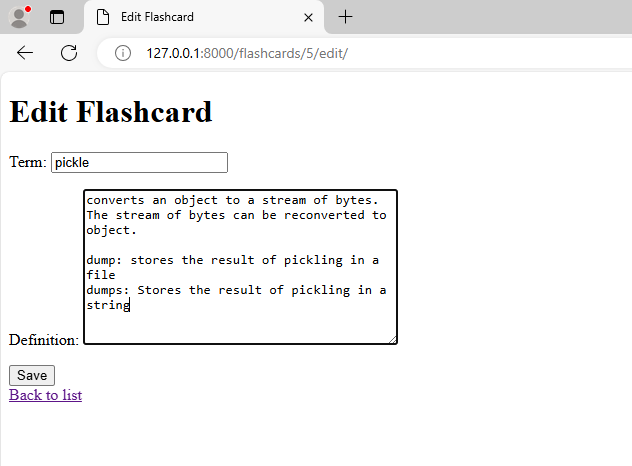 Edit Flashcard
127.0.0.1:8000/flashcards/5/edit/
Edit Flashcard
Term: pickle
converts an object to a stream of bytes.
The stream of bytes can be reconverted to
object.
dump: stores the result of pickling in a
file
dumps: Stores the result of pickling in a
string
Definition:
Save
Back to list